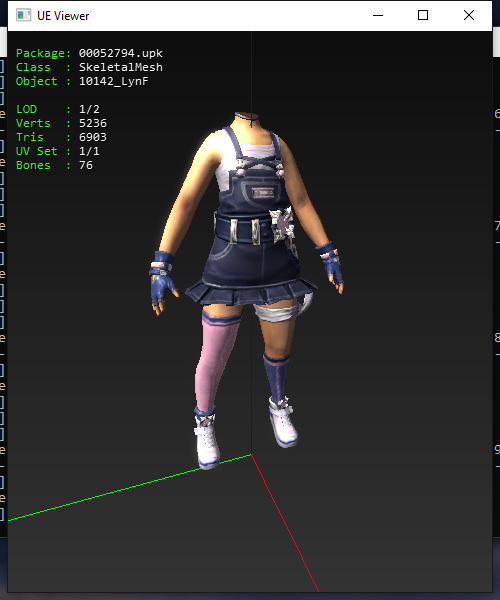 UE Viewer
Package: 00052794.upk
Class : SkeletalMesh
Object : 10142_LynF
LOD : 1/2
Verts : 5236
Tris : 6903
UV Set : 1/1
Bones : 76